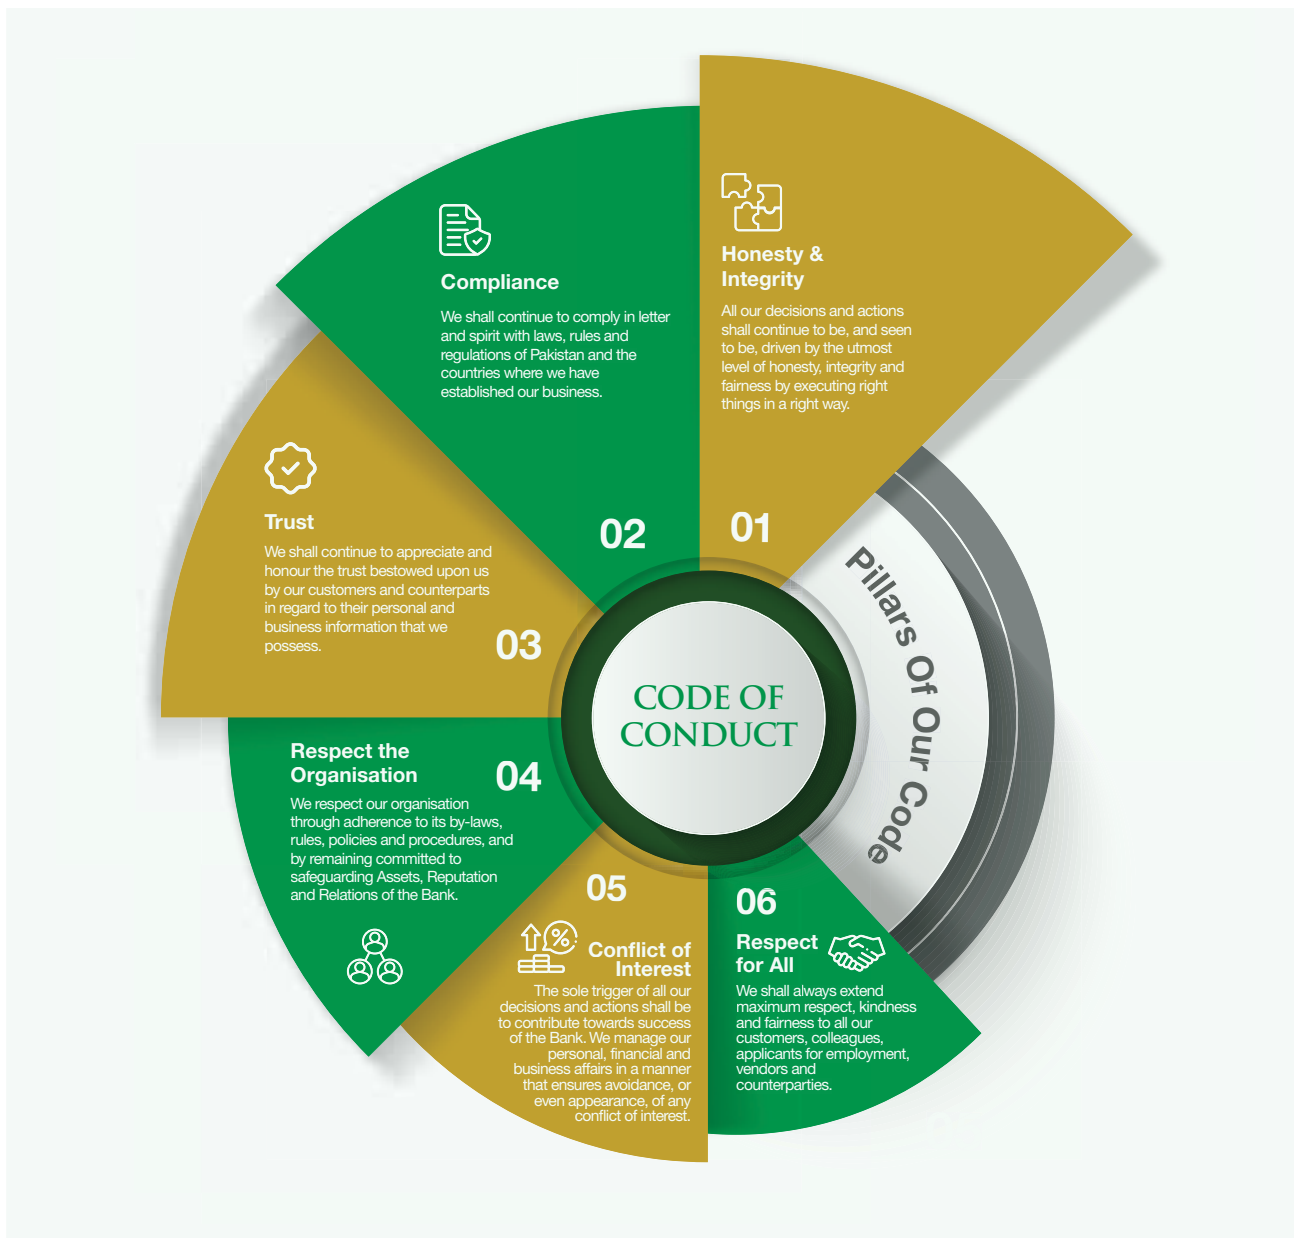 CODE OF
CONDUCT
Pillars Of Our Code
Honesty &
Integrity
All our decisions and actions
shall continue to be, and seen
to be, driven by the utmost
level of honesty, integrity and
fairness by executing right
things in a right way.
01
Compliance
We shall continue to comply in letter
and spirit with laws, rules and
regulations of Pakistan and the
countries where we have
established our business.
02
Trust
We shall continue to appreciate and
honour the trust bestowed upon us
by our customers and counterparts
in regard to their personal and
business information that we
possess.
03
Respect the
Organisation
04
We respect our organisation
through adherence to its by-laws,
rules, policies and procedures, and
by remaining committed to
safeguarding Assets, Reputation
and Relations of the Bank.
05
%
Conflict of
Interest
The sole trigger of all our
decisions and actions shall be
to contribute towards success
of the Bank. We manage our
personal, financial and
business affairs in a manner
that ensures avoidance, or
even appearance, of any
conflict of interest.
06
Respect
for All
We shall always extend
maximum respect, kindness
and fairness to all our
customers, colleagues,
applicants for employment,
vendors and
counterparties.